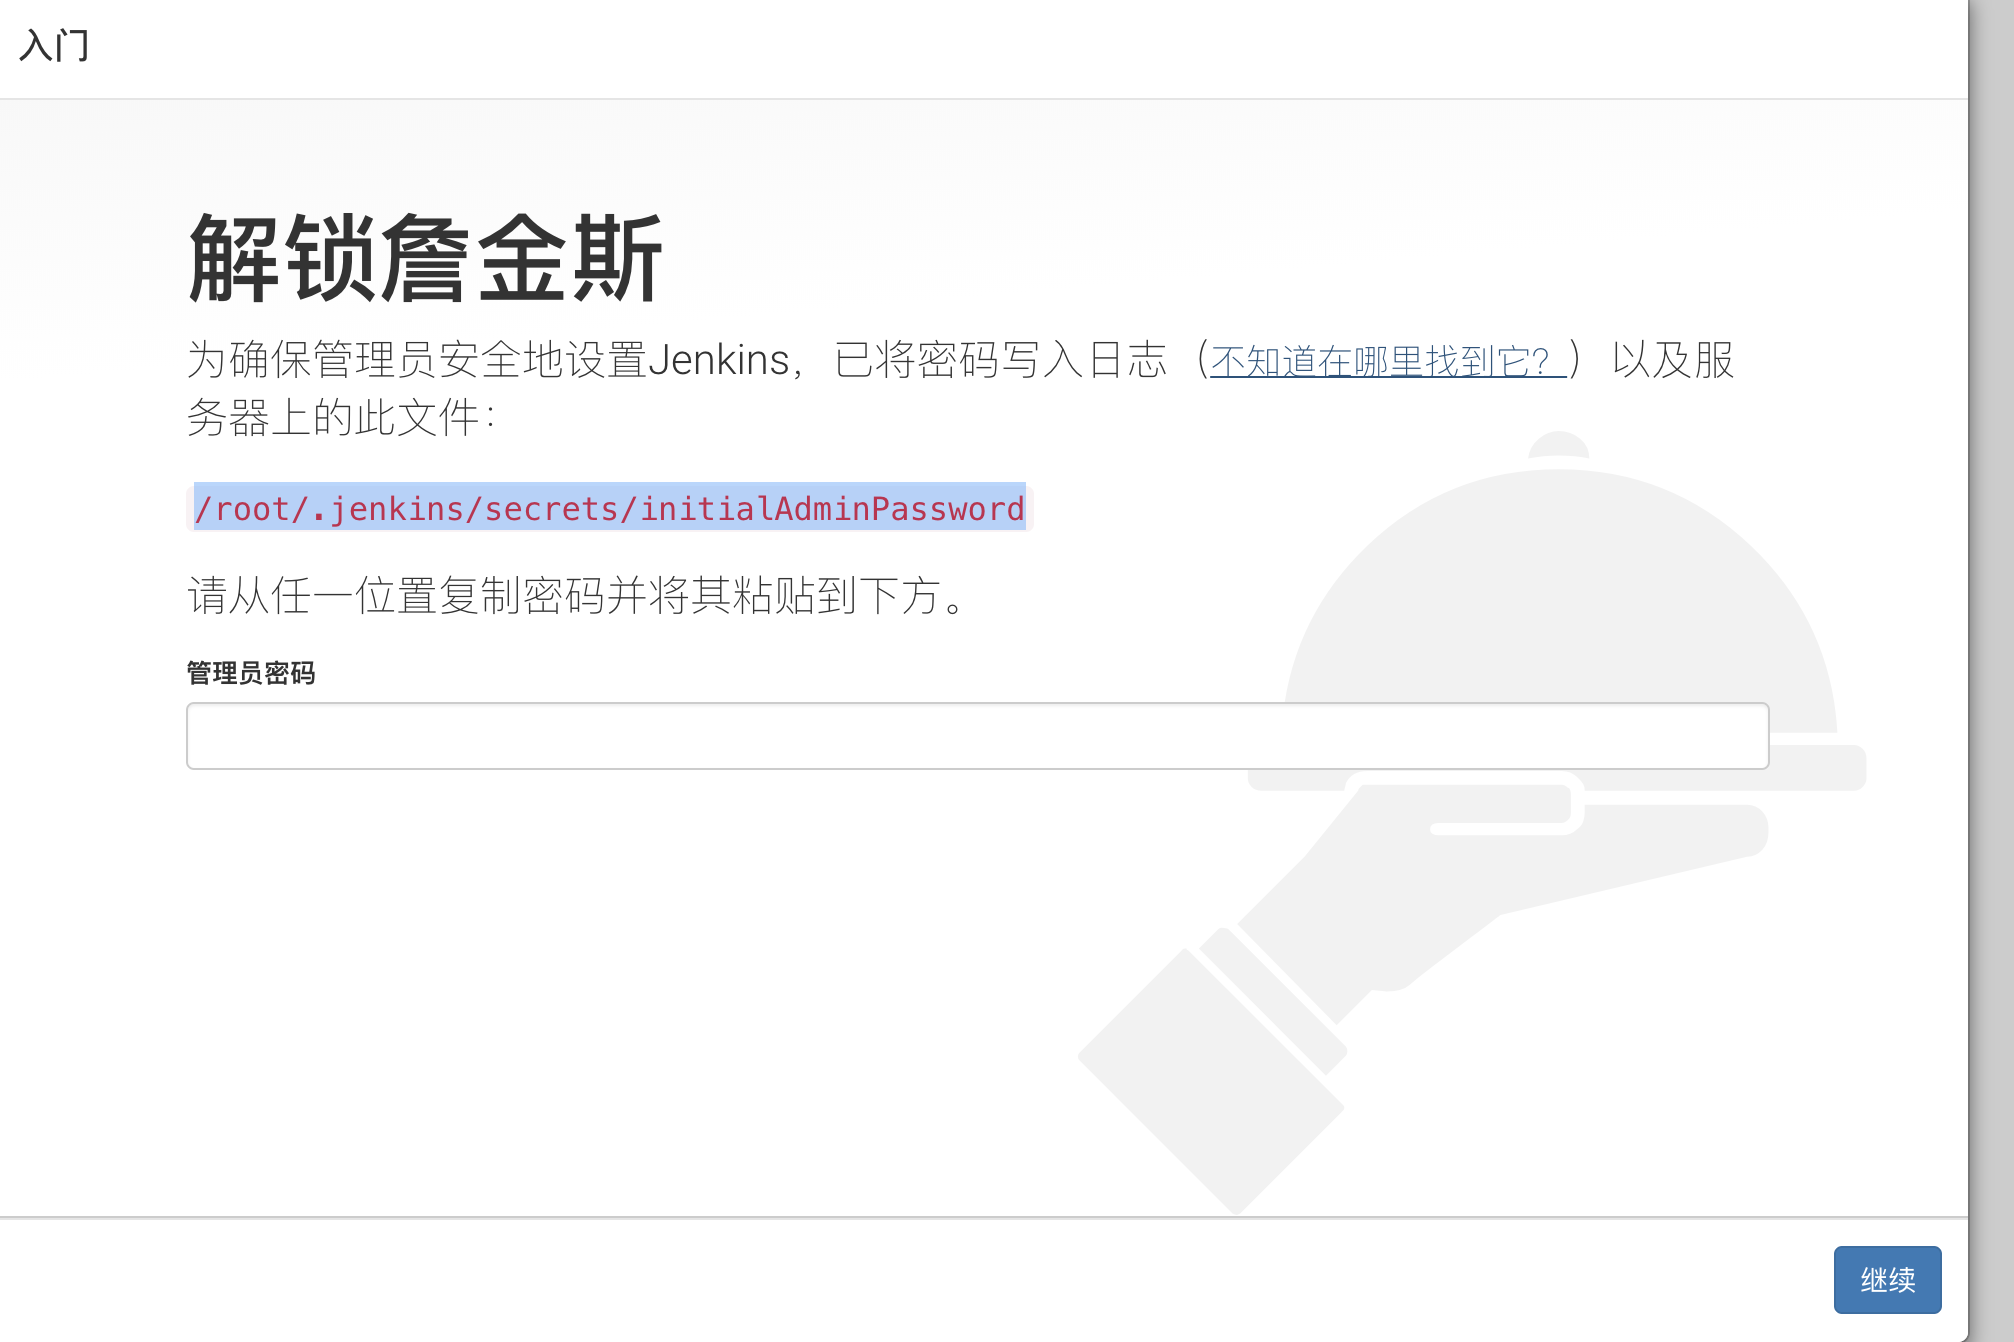 入门
解锁詹金斯
为确保管理员安全地设置Jenkins，已将密码写入日志（不知道在哪里找到它？）以及服
务器上的此文件：
/root/.jenkins/secrets/initialAdminPassword
请从任一位置复制密码并将其粘贴到下方。
管理员密码
继续